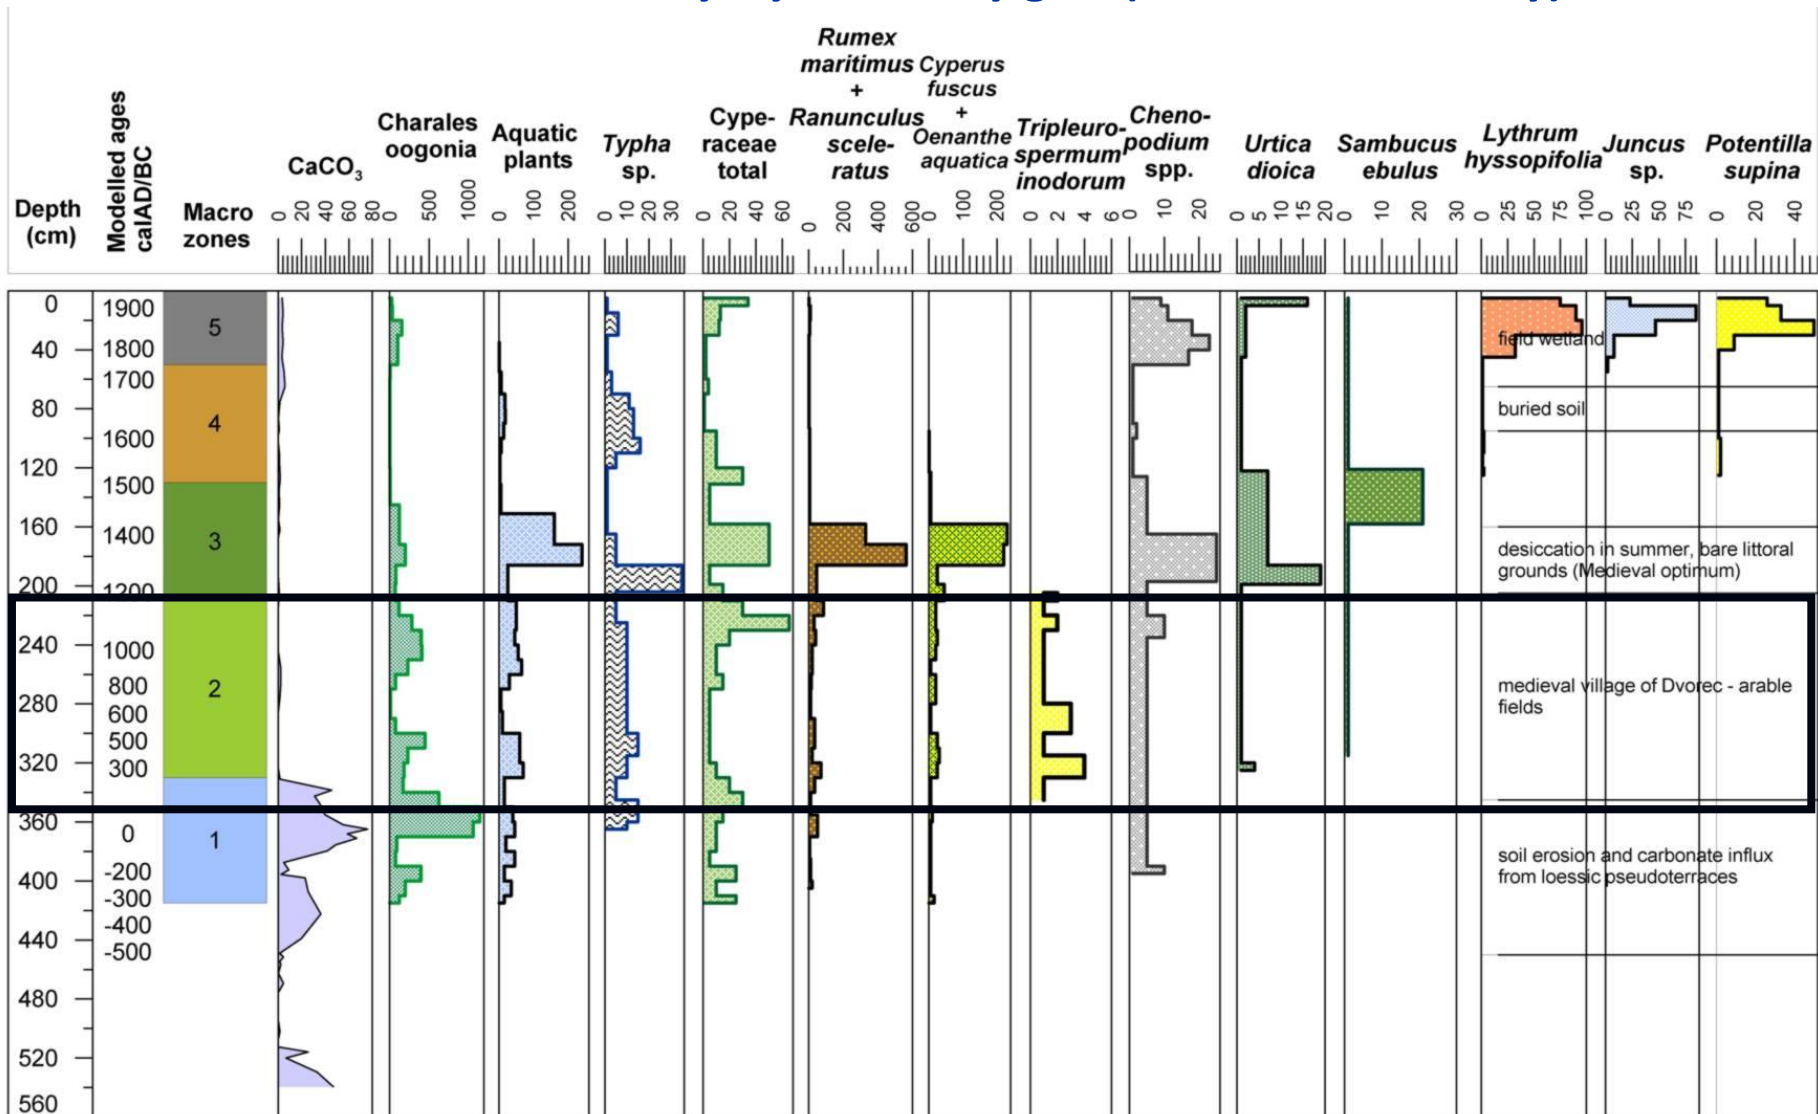 Depth
(cm)
Modelled ages
calAD/BC
Macro
zones
CaCO3
Charales
oogonia
Aquatic
plants
Typha
sp.
Cype-
raceae
total
Rumex
maritimus
+
Ranunculus
scele-
ratus
Cyperus
fuscus
+
Oenanthe
aquatica
Tripleuro-
spermum
inodorum
Cheno-
podium
spp.
Urtica
dioica
Sambucus
ebulus
Lythrum
hyssopifolia
Juncus
sp.
Potentilla
supina
0 20 40 60 80
0 500 1000
0 100 200
0 10 20 30
0 20 40 60
0 200 400 600
0 100 200
0 2 4 6
0 10 20
0 5 10 15 20
0 10 20 30
0 25 50 75 100
0 25 50 75
0 20 40
0
40
80
120
160
200
240
280
320
360
400
440
480
520
560
1900
1800
1700
1600
1500
1400
1200
1000
800
600
500
300
0
-200
-300
-400
-500
5
4
3
2
1
field wetland
buried soil
desiccation in summer, bare littoral
grounds (Medieval optimum)
medieval village of Dvorec - arable
fields
soil erosion and carbonate influx
from loessic pseudoterraces